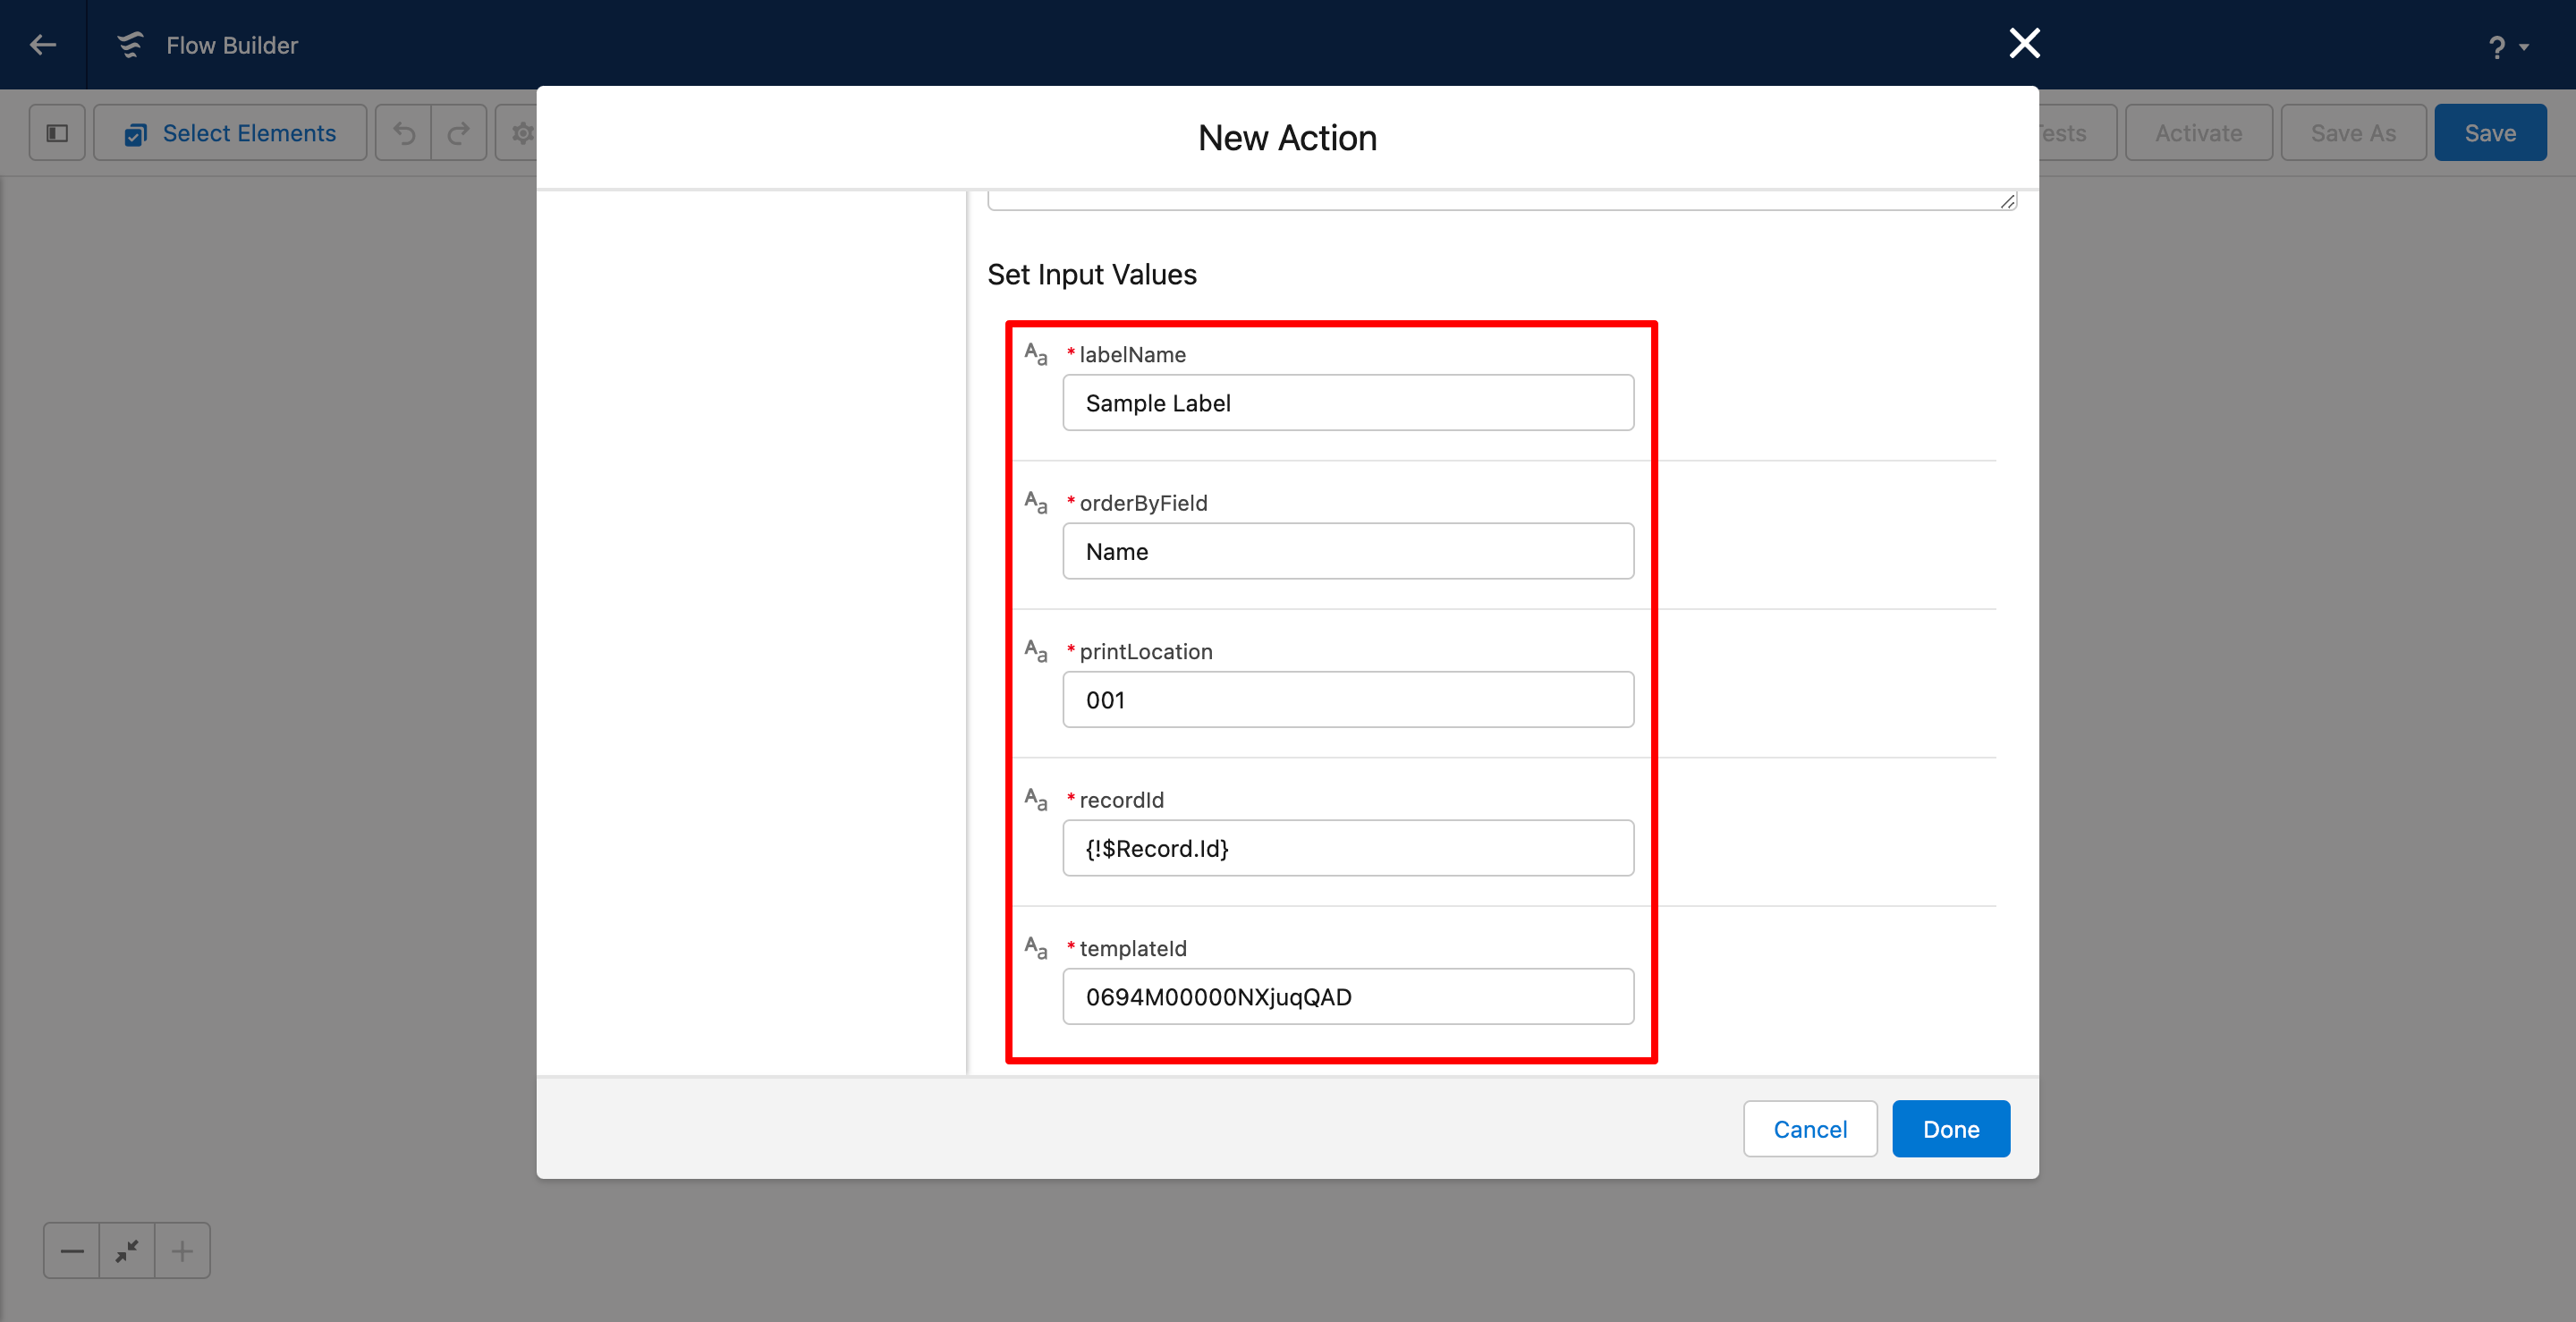 Flow Builder
?
Select Elements
ests
Activate
Save As
Save
New Action
Set Input Values
Aa
* labelName
Sample Label
Aa
* orderByField
Name
Aa
* printLocation
001
Aa
* recordId
{!$Record.Id}
Aa
* templateId
0694M00000NXjuqQAD
Cancel
Done